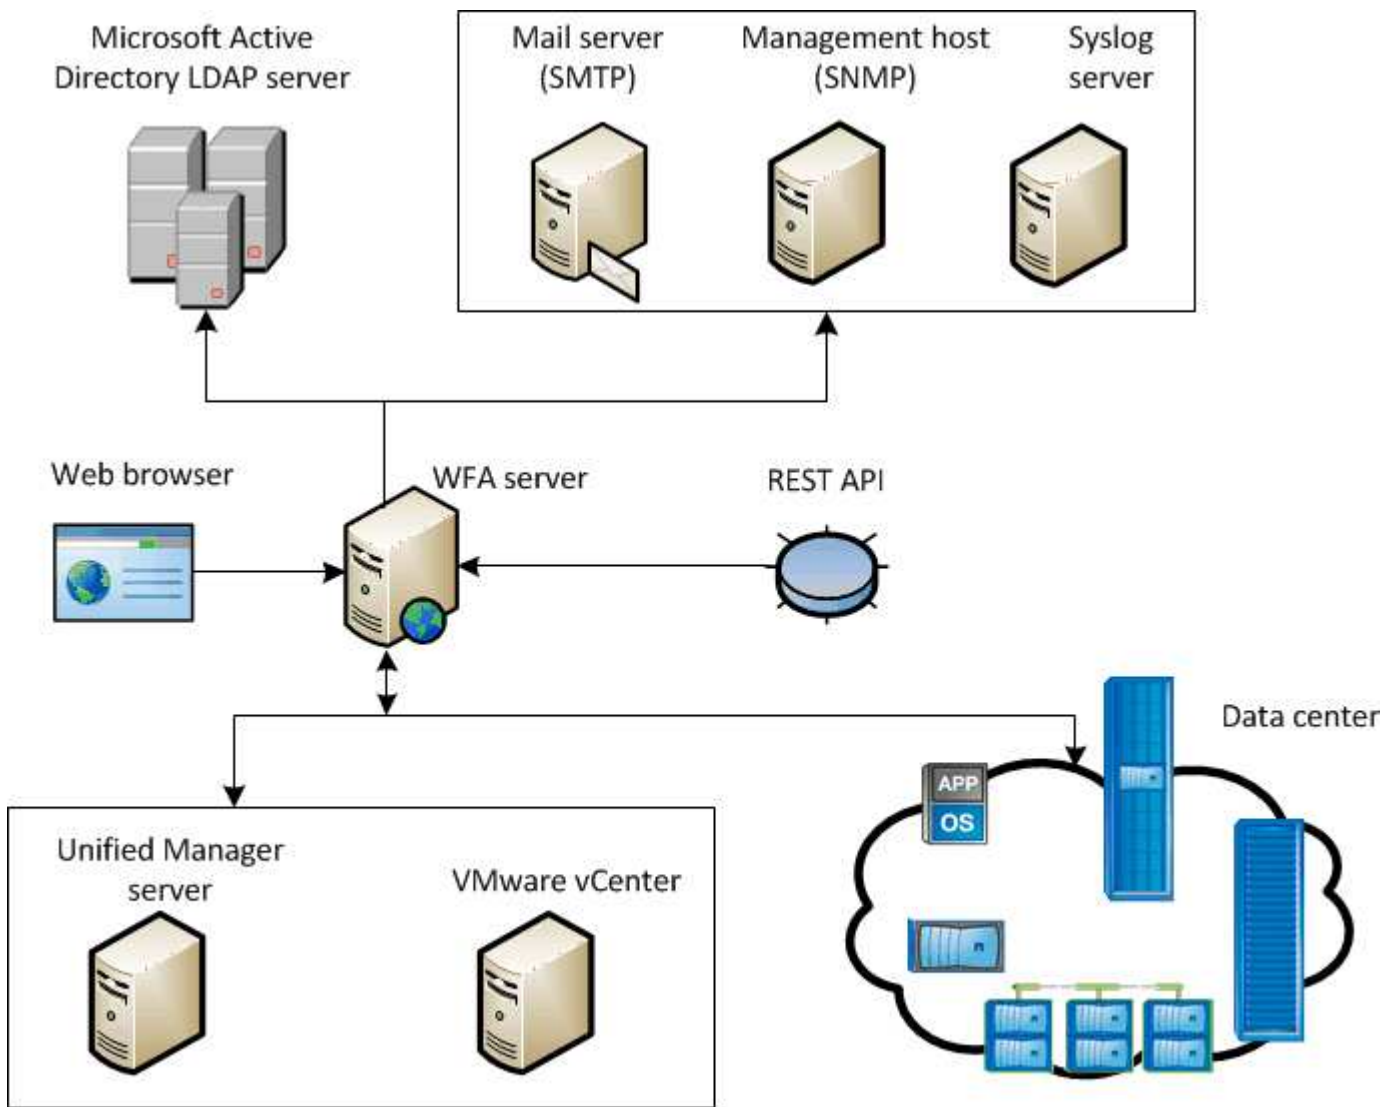 Microsoft Active
Directory LDAP server
Mail server
(SMTP)
Management host
(SNMP)
Syslog
server
Web browser
WFA server
REST API
Data center
APP
OS
Unified Manager
server
VMware vCenter